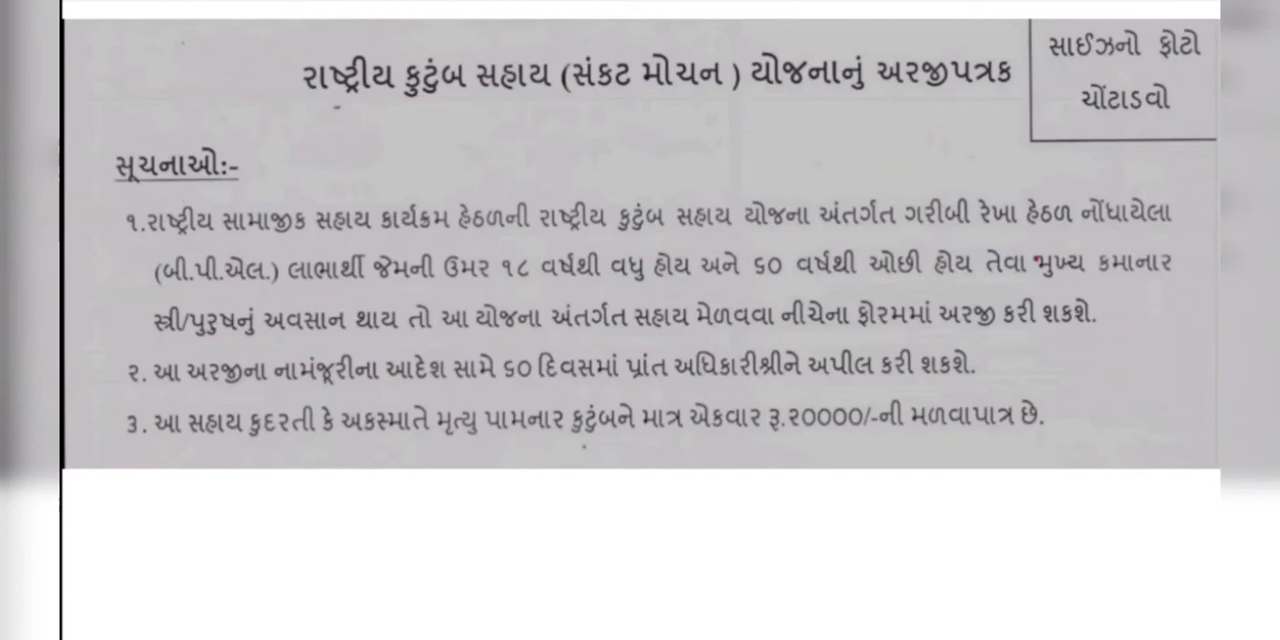 સાઈઝનો ફોટો
ચોંટાડવો
રાષ્ટ્રીય કુટુંબ સહાય (સંકટ મોચન ) યોજનાનું અરજીપત્રક
સૂચનાઓ:-
૧.રાષ્ટ્રીય સામાજીક સહાય કાર્યક્રમ હેઠળની રાષ્ટ્રીય કુટુંબ સહાય યોજના અંતર્ગત ગરીબી રેખા હેઠળ નોંધાયેલા
(બી.પી.એલ.) લાભાર્થી જેમની ઉમર ૧૮ વર્ષથી વધુ હોય અને ૬૦ વર્ષથી ઓછી હોય તેવા મુખ્ય કમાનાર
સ્ત્રી/પુરુષનું અવસાન થાય તો આ યોજના અંતર્ગત સહાય મેળવવા નીચેના ફોરમમાં અરજી કરી શકશે.
૨. આ અરજીના નામંજૂરીના આદેશ સામે ૬૦ દિવસમાં પ્રાંત અધિકારીશ્રીને અપીલ કરી શકશે.
૩. આ સહાય કુદરતી કે અકસ્માતે મૃત્યુ પામનાર કુટુંબને માત્ર એકવાર રૂ.૨૦૦૦૦/-ની મળવાપાત્ર છે.